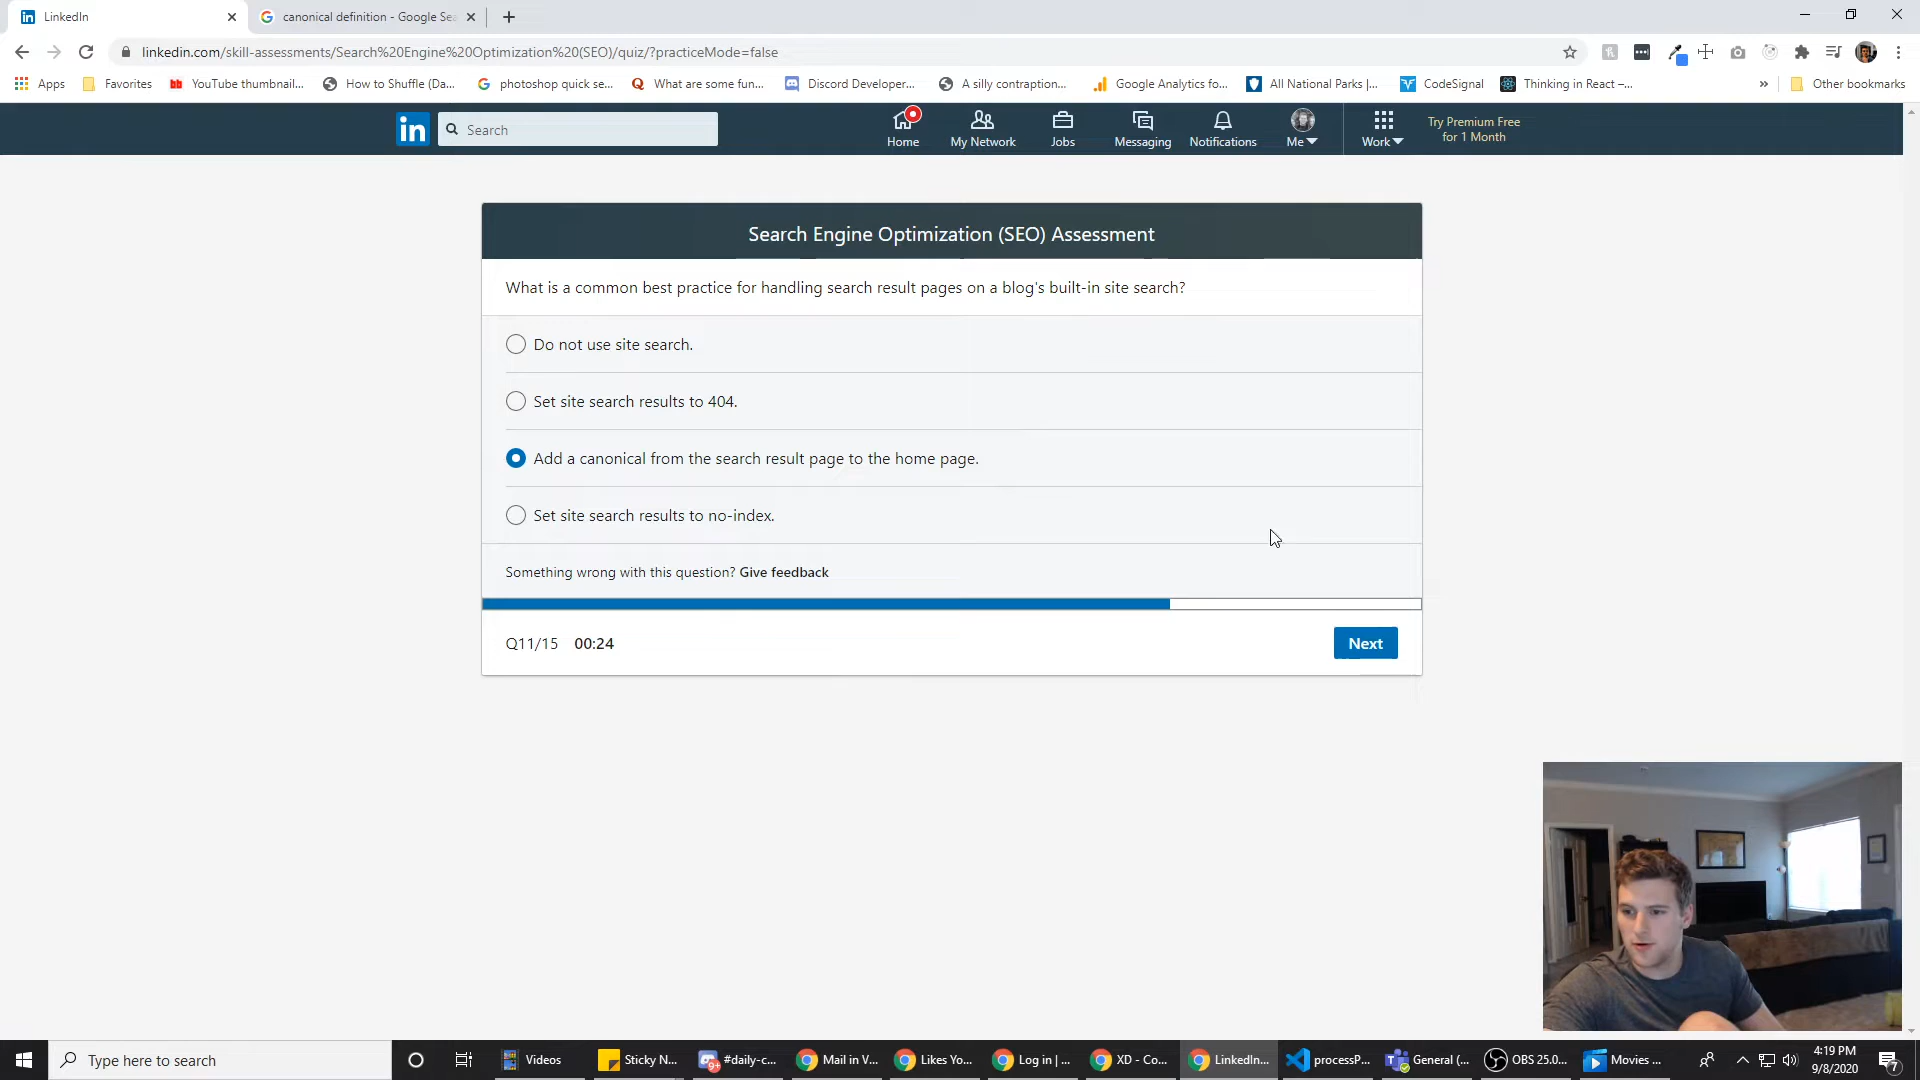 LinkedIn
canonical definition - Google Sea
linkedin.com/skill-assessments/Search%20Engine%20Optimization%20(SEO)/quiz/?practiceMode=false
Apps
Favorites
YouTube thumbnail...
How to Shuffle (Da...
photoshop quick se...
What are some fun...
Discord Developer...
A silly contraption...
Google Analytics fo...
All National Parks |...
CodeSignal
Thinking in React –...
»
Other bookmarks
in
Search
Home
My Network
Jobs
Messaging
Notifications
Me
Work
Try Premium Free
for 1 Month
Search Engine Optimization (SEO) Assessment
What is a common best practice for handling search result pages on a blog's built-in site search?
Do not use site search.
Set site search results to 404.
Add a canonical from the search result page to the home page.
Set site search results to no-index.
Something wrong with this question? Give feedback
Q11/15 00:24
Next
Type here to search
Videos
Sticky N...
#daily-c...
Mail in V...
Likes Yo...
Log in | ...
XD - Co...
LinkedIn...
processP...
General (...
OBS 25.0...
Movies ...
4:19 PM
9/8/2020
7